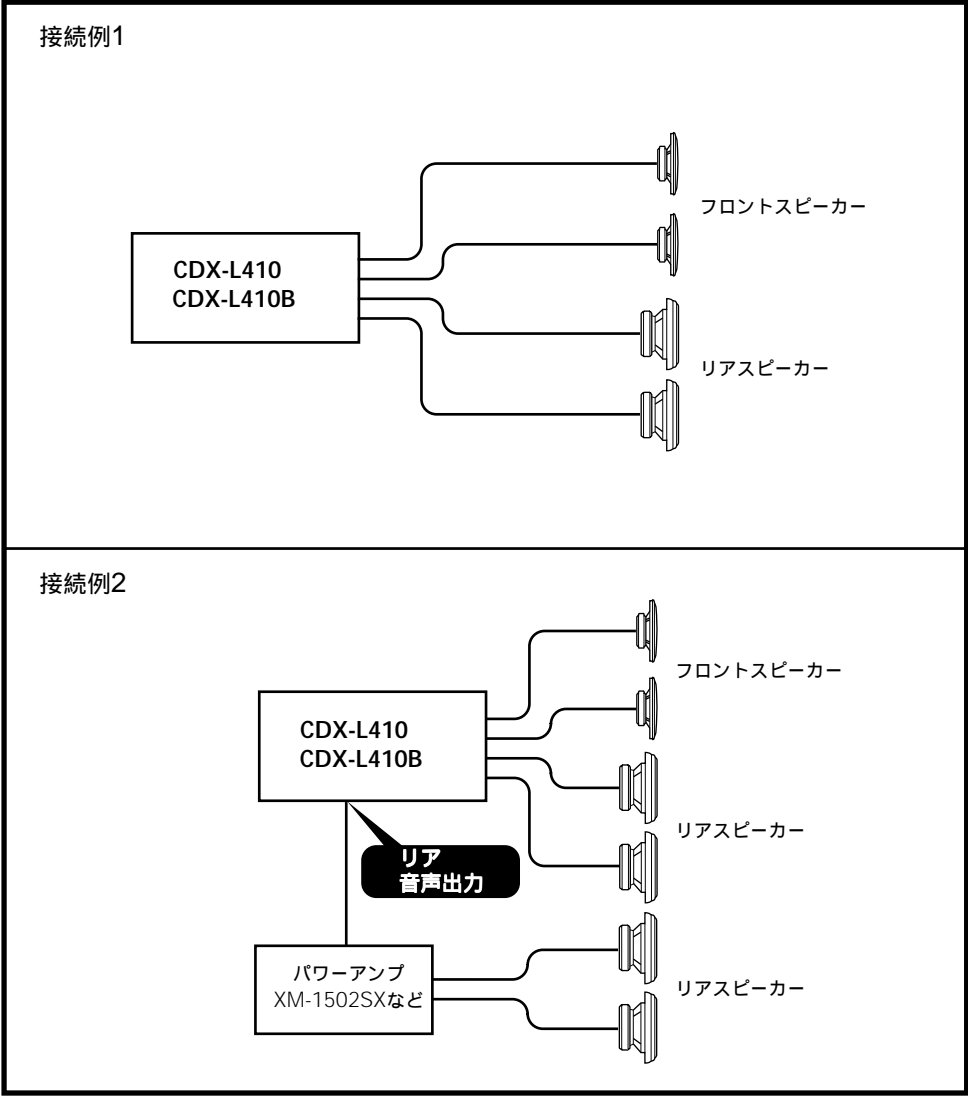 接続例1
フロントスピーカー
CDX-L410
CDX-L410B
リアスピーカー
接続例2
フロントスピーカー
CDX-L410
CDX-L410B
リアスピーカー
リア
音声出力
パワーアンプ
XM-1502SXなど
リアスピーカー